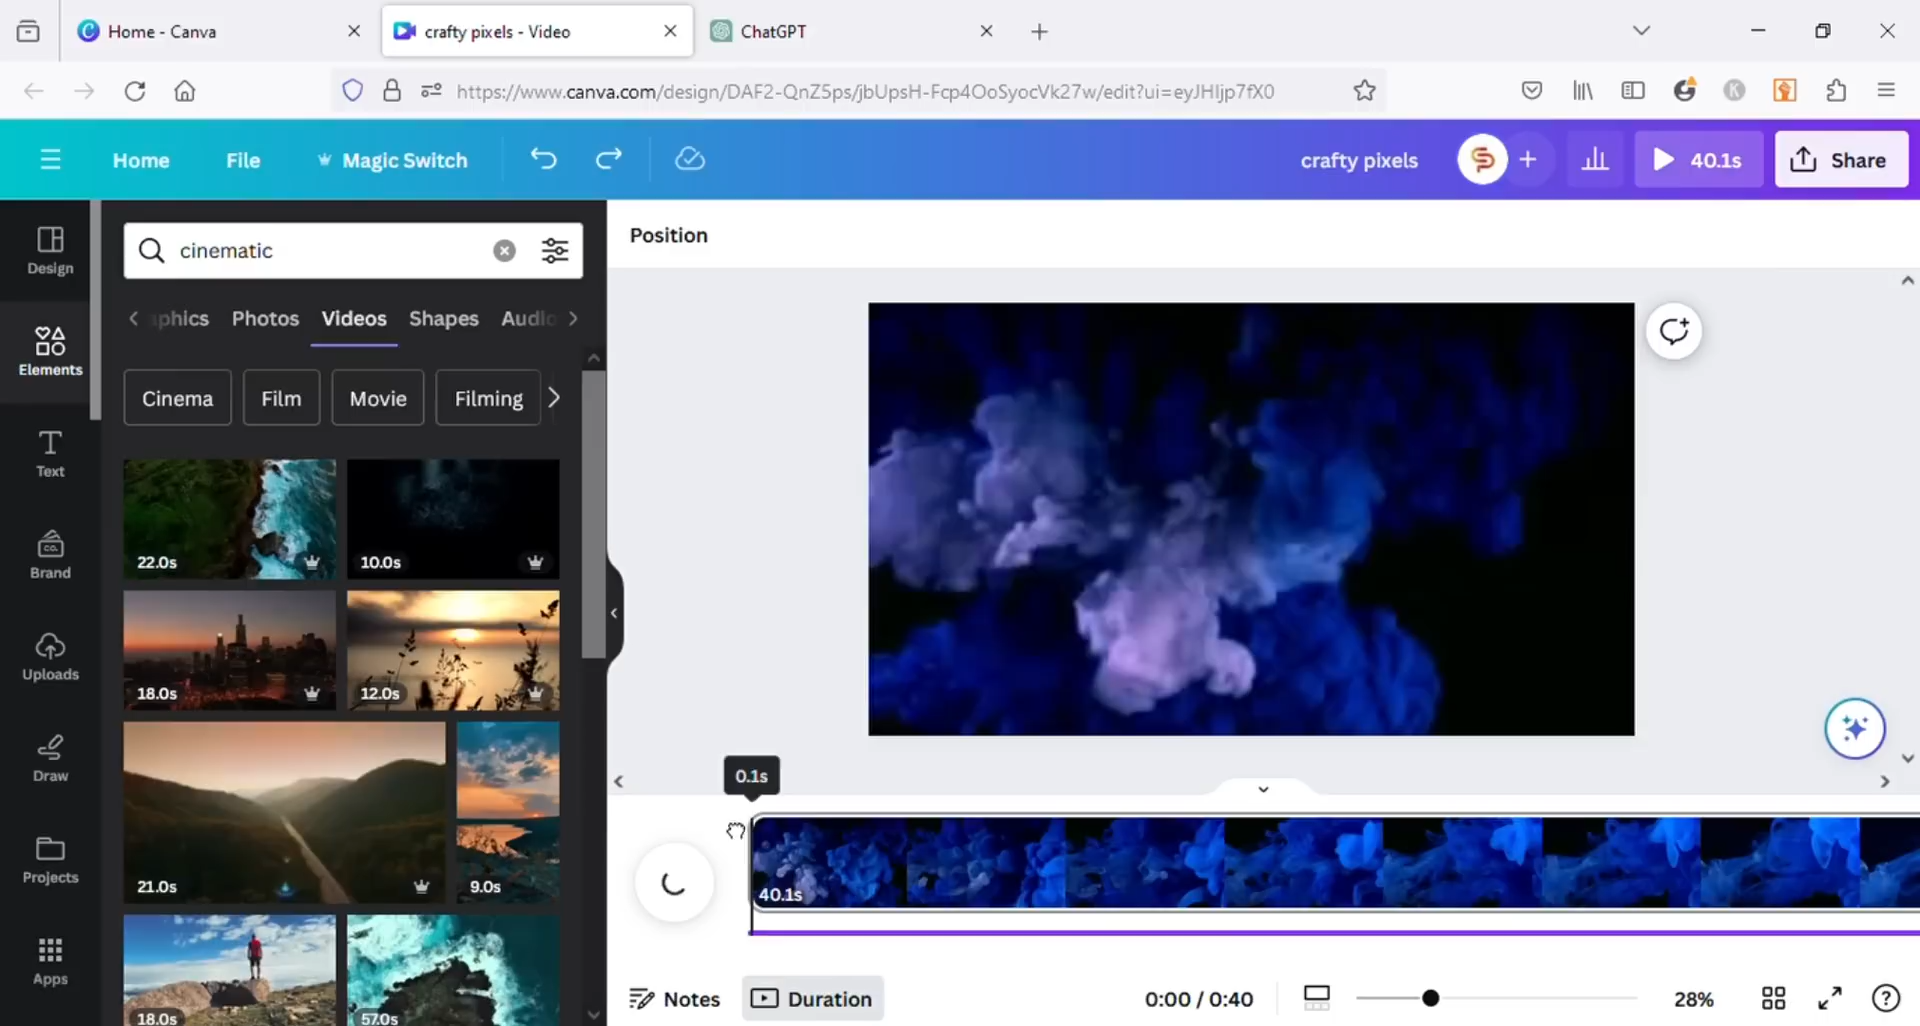 Home - Canva
crafty pixels - Video
ChatGPT
https://www.canva.com/design/DAF2-QnZ5ps/jbUpsH-Fcp4OoSyocVk27w/edit?ui=eyJHIjp7fX0
Home
File
Magic Switch
crafty pixels
40.1s
Share
Design
Elements
Text
Brand
Uploads
Draw
Projects
Apps
cinematic
aphics
Photos
Videos
Shapes
Audio
Cinema
Film
Movie
Filming
22.0s
10.0s
18.0s
12.0s
21.0s
9.0s
18.0s
57.0s
Position
0.1s
40.1s
Notes
Duration
0:00 / 0:40
28%